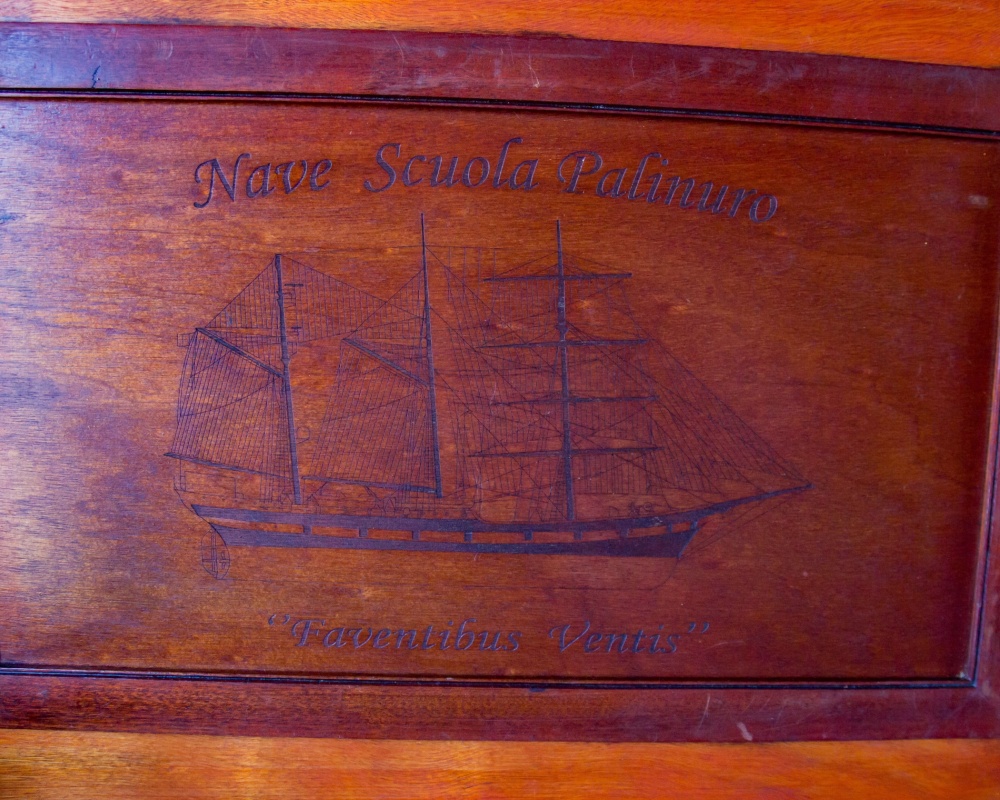 Nave Scuola Palinuro
"Faventibus Ventis"